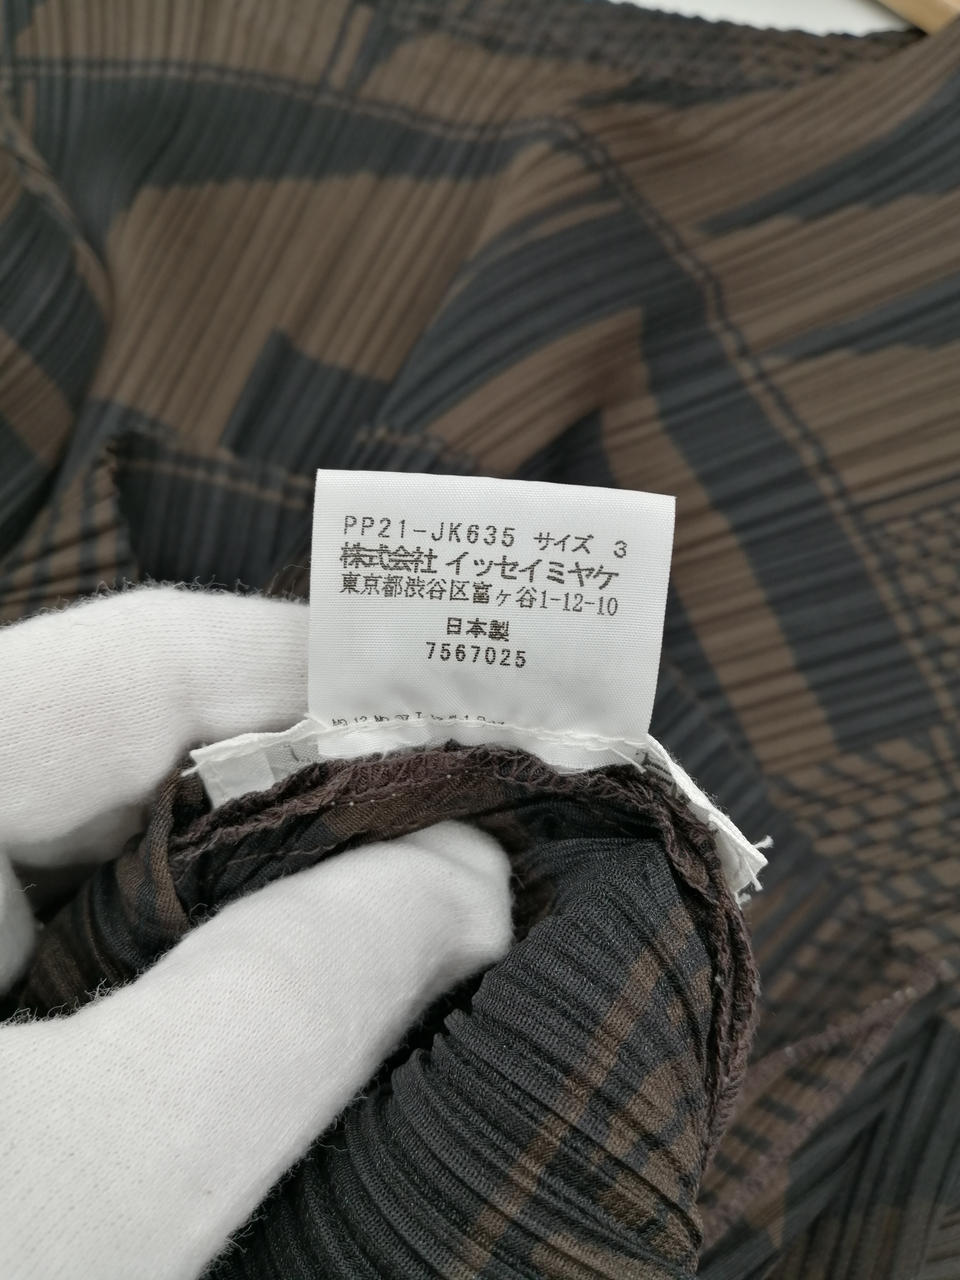 PP21-JK635 サイズ 3
株式会社 イッセイミヤケ
東京都渋谷区富ヶ谷1-12-10
日本製
7567025